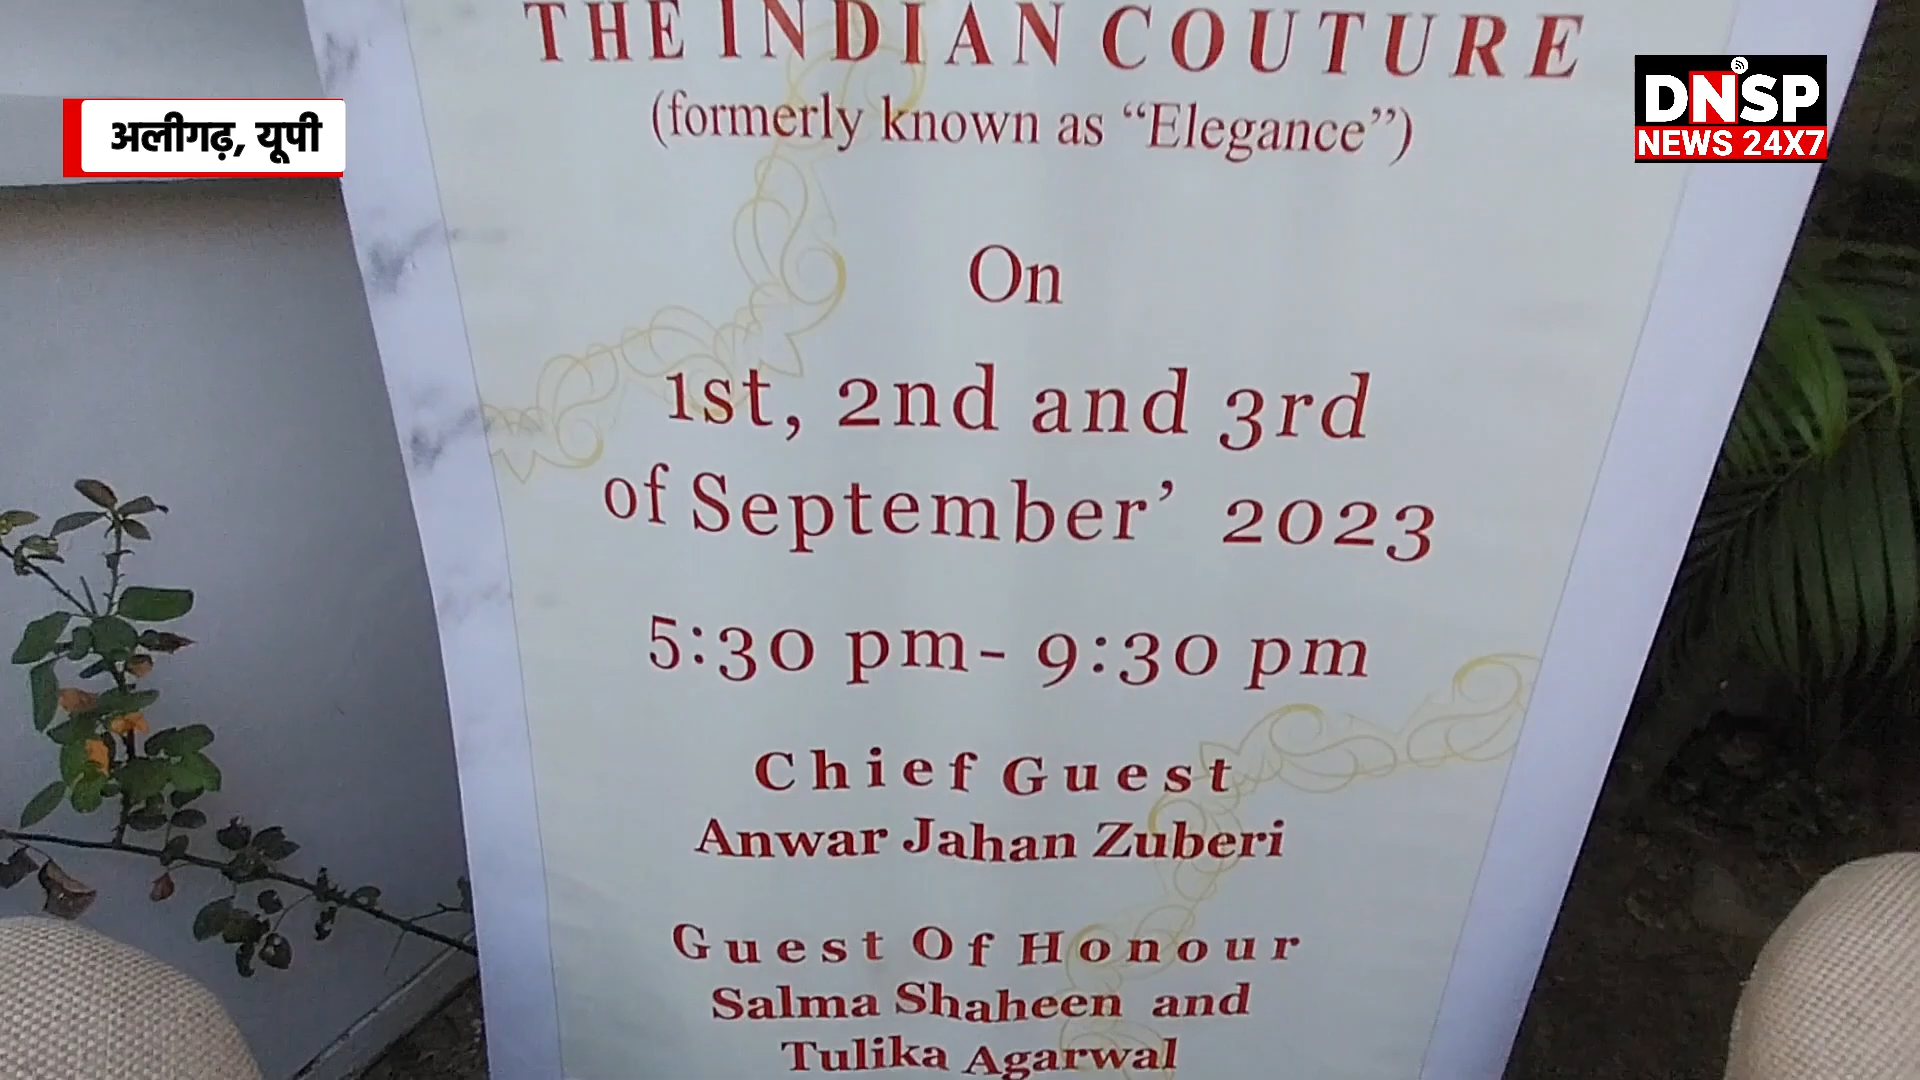 THE INDIAN COUTURE
(formerly known as “Elegance”)
अलीगढ़, यूपी
DNSP
NEWS 24X7
On
1st, 2nd and 3rd
of September’ 2023
5:30 pm- 9:30 pm
Chief Guest
Anwar Jahan Zuberi
Guest Of Honour
Salma Shaheen and
Tulika Agarwal